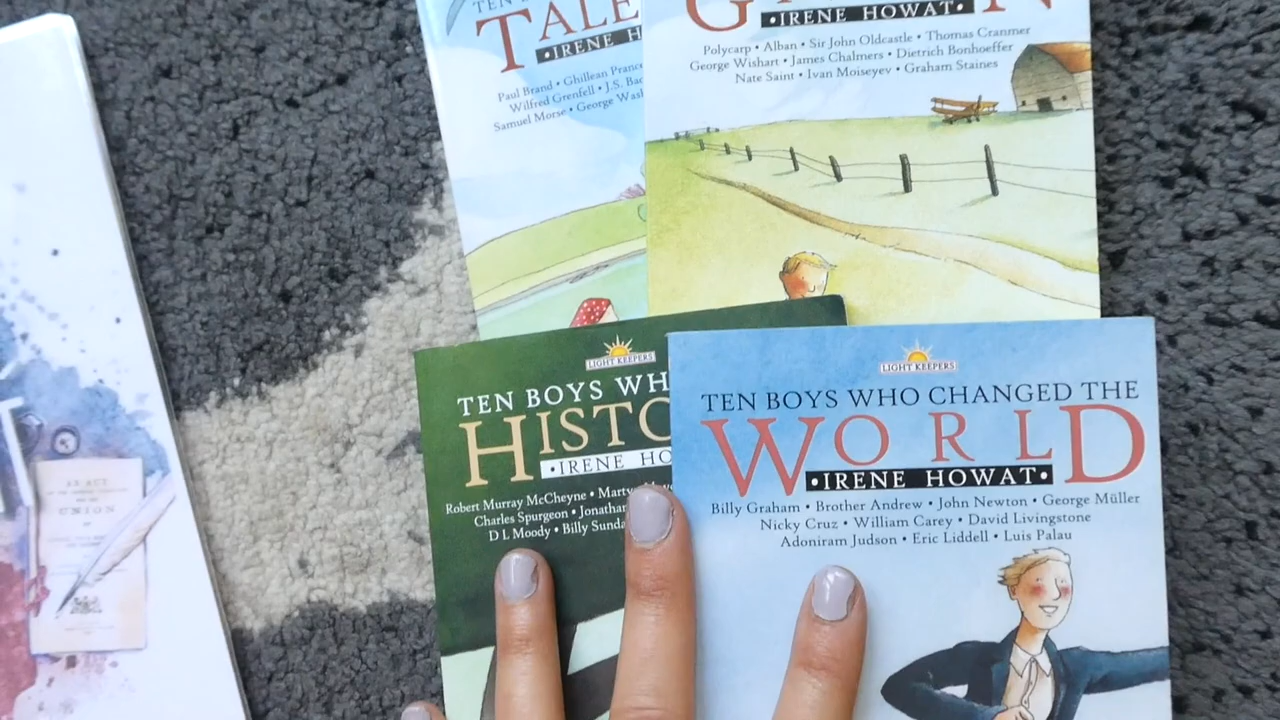 TALE
•IRENE H
Paul Brand • Ghillean Prance
Wilfred Grenfell • J.S. Bac
Samuel Morse • George Wash
•IRENE HOWAT•
Polycarp • Alban • Sir John Oldcastle • Thomas Cranmer
George Wishart • James Chalmers • Dietrich Bonhoeffer
Nate Saint • Ivan Moiseyev • Graham Staines
LIGHT KEEPERS
TEN BOYS WH
HISTO
•IRENE HO
Robert Murray McCheyne • Marty
Charles Spurgeon • Jonathan
D L Moody • Billy Sunda
LIGHT KEEPERS
TEN BOYS WHO CHANGED THE
WORLD
•IRENE HOWAT•
Billy Graham • Brother Andrew • John Newton • George Müller
Nicky Cruz • William Carey • David Livingstone
Adoniram Judson • Eric Liddell • Luis Palau
AN ACT
UNION